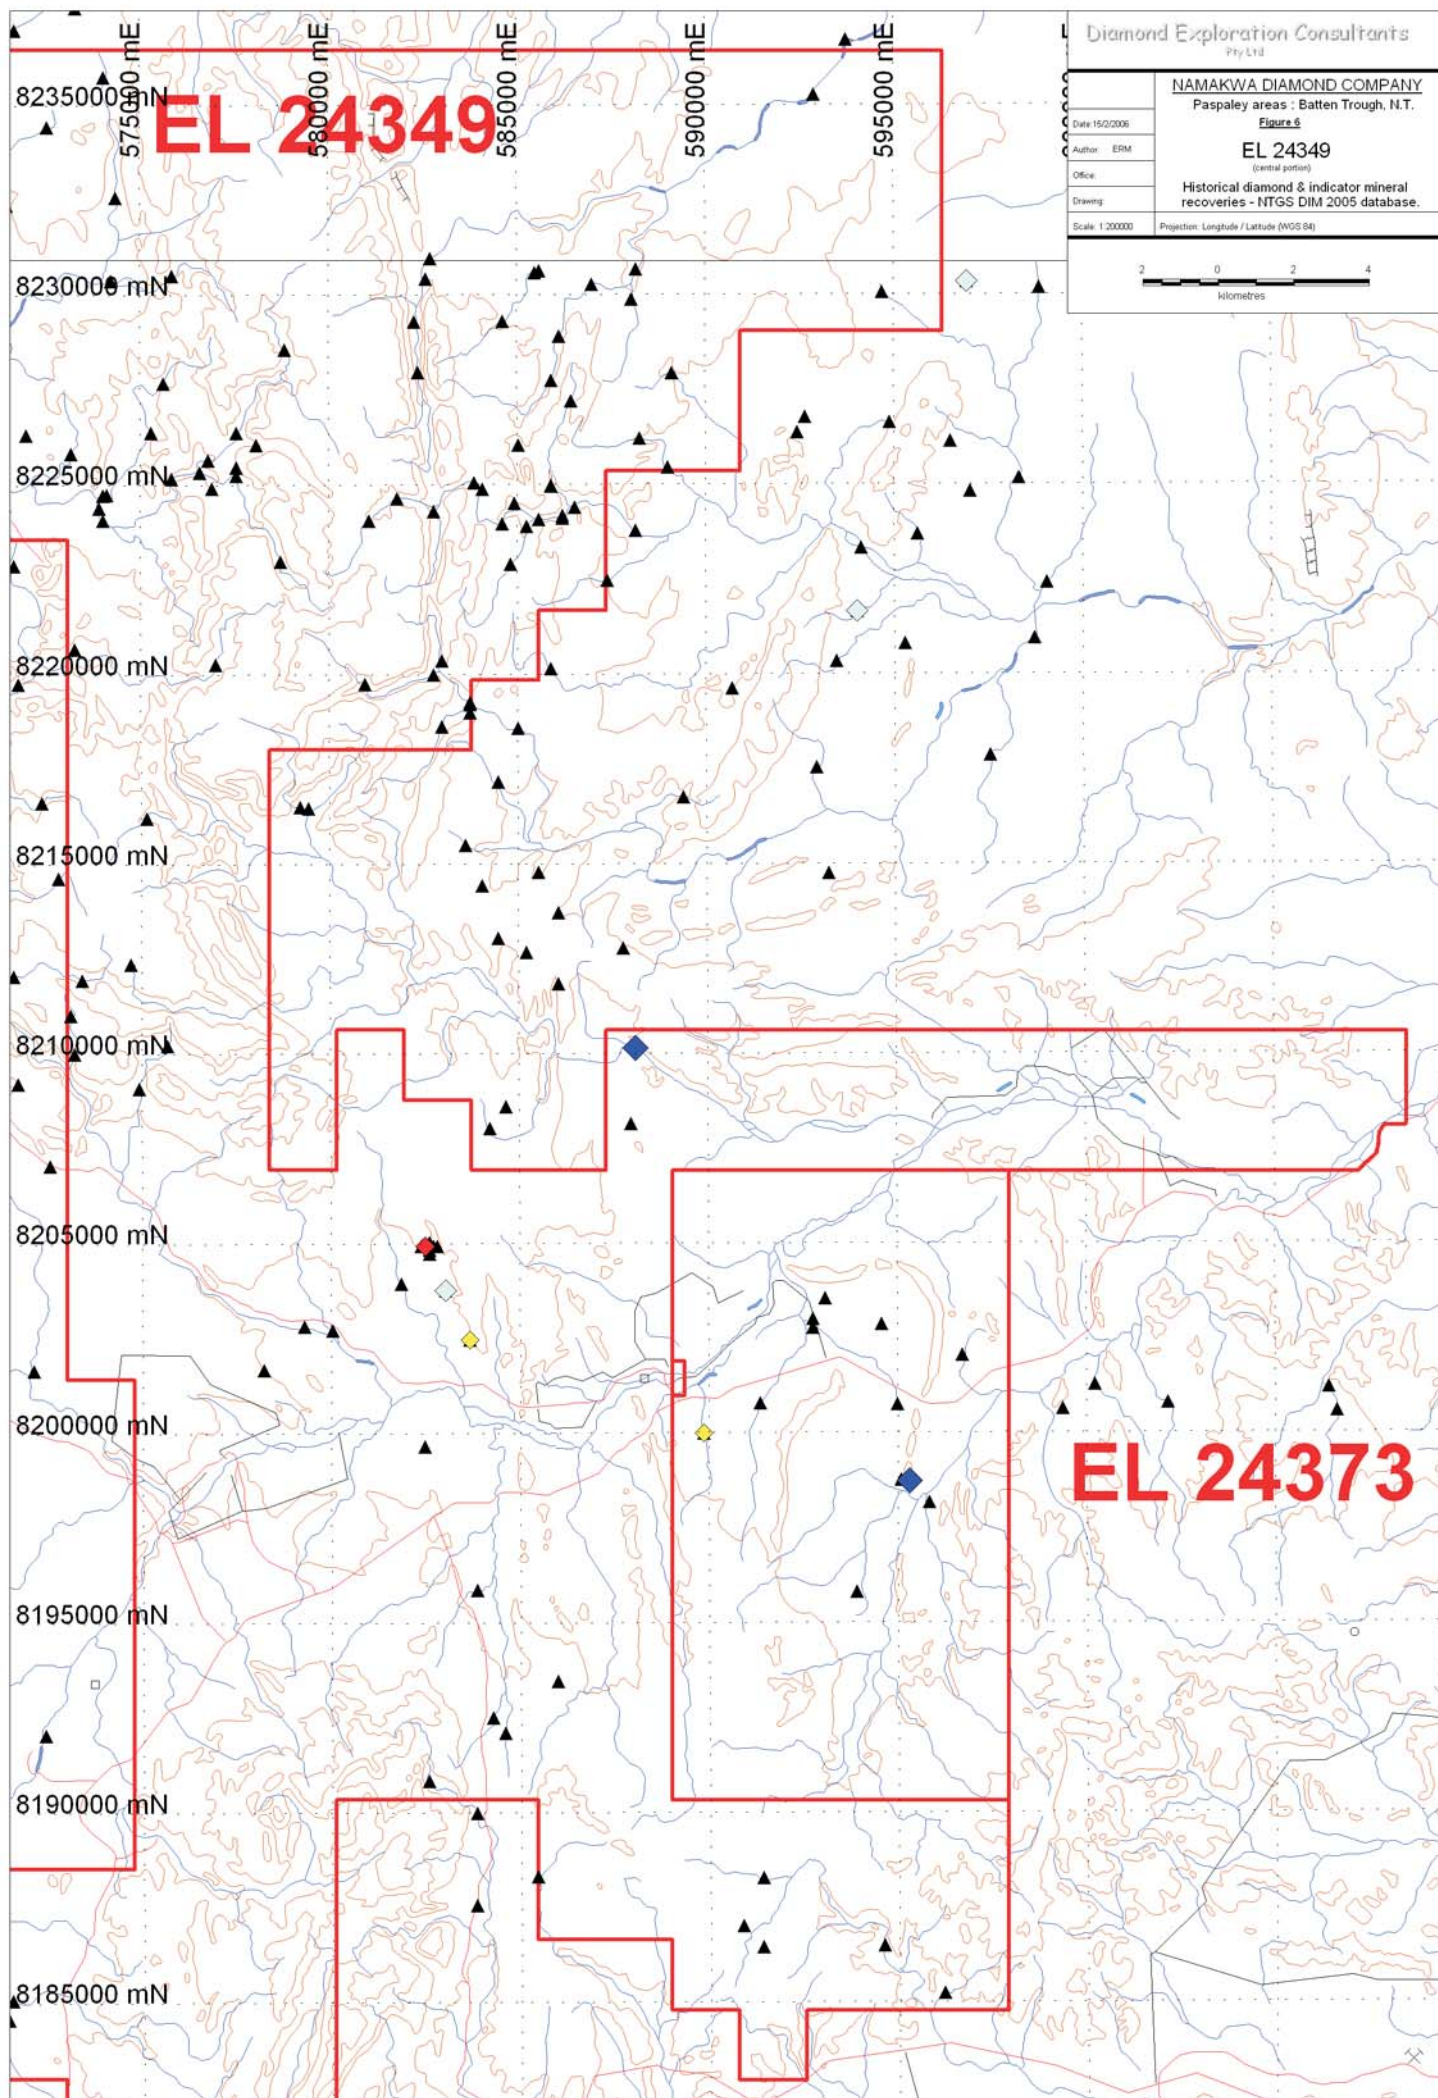 Diamond Exploration Consultants
Pty Ltd
NAMAKWA DIAMOND COMPANY
Paspaley areas : Batten Trough, N.T.
Figure 6
EL 24349
(central portion)
Historical diamond & indicator mineral
recoveries - NTGS DIM 2005 database.
Date:15/2/2006
Author: ERM
Office:
Drawing:
Scale: 1:200000
Projection: Longitude / Latitude (WGS 84)
2 0 2 4
kilometres
575000 mE
580000 mE
585000 mE
590000 mE
595000 mE
EL 24349
8235000 mN
8230000 mN
8225000 mN
8220000 mN
8215000 mN
8210000 mN
8205000 mN
8200000 mN
EL 24373
8195000 mN
8190000 mN
8185000 mN